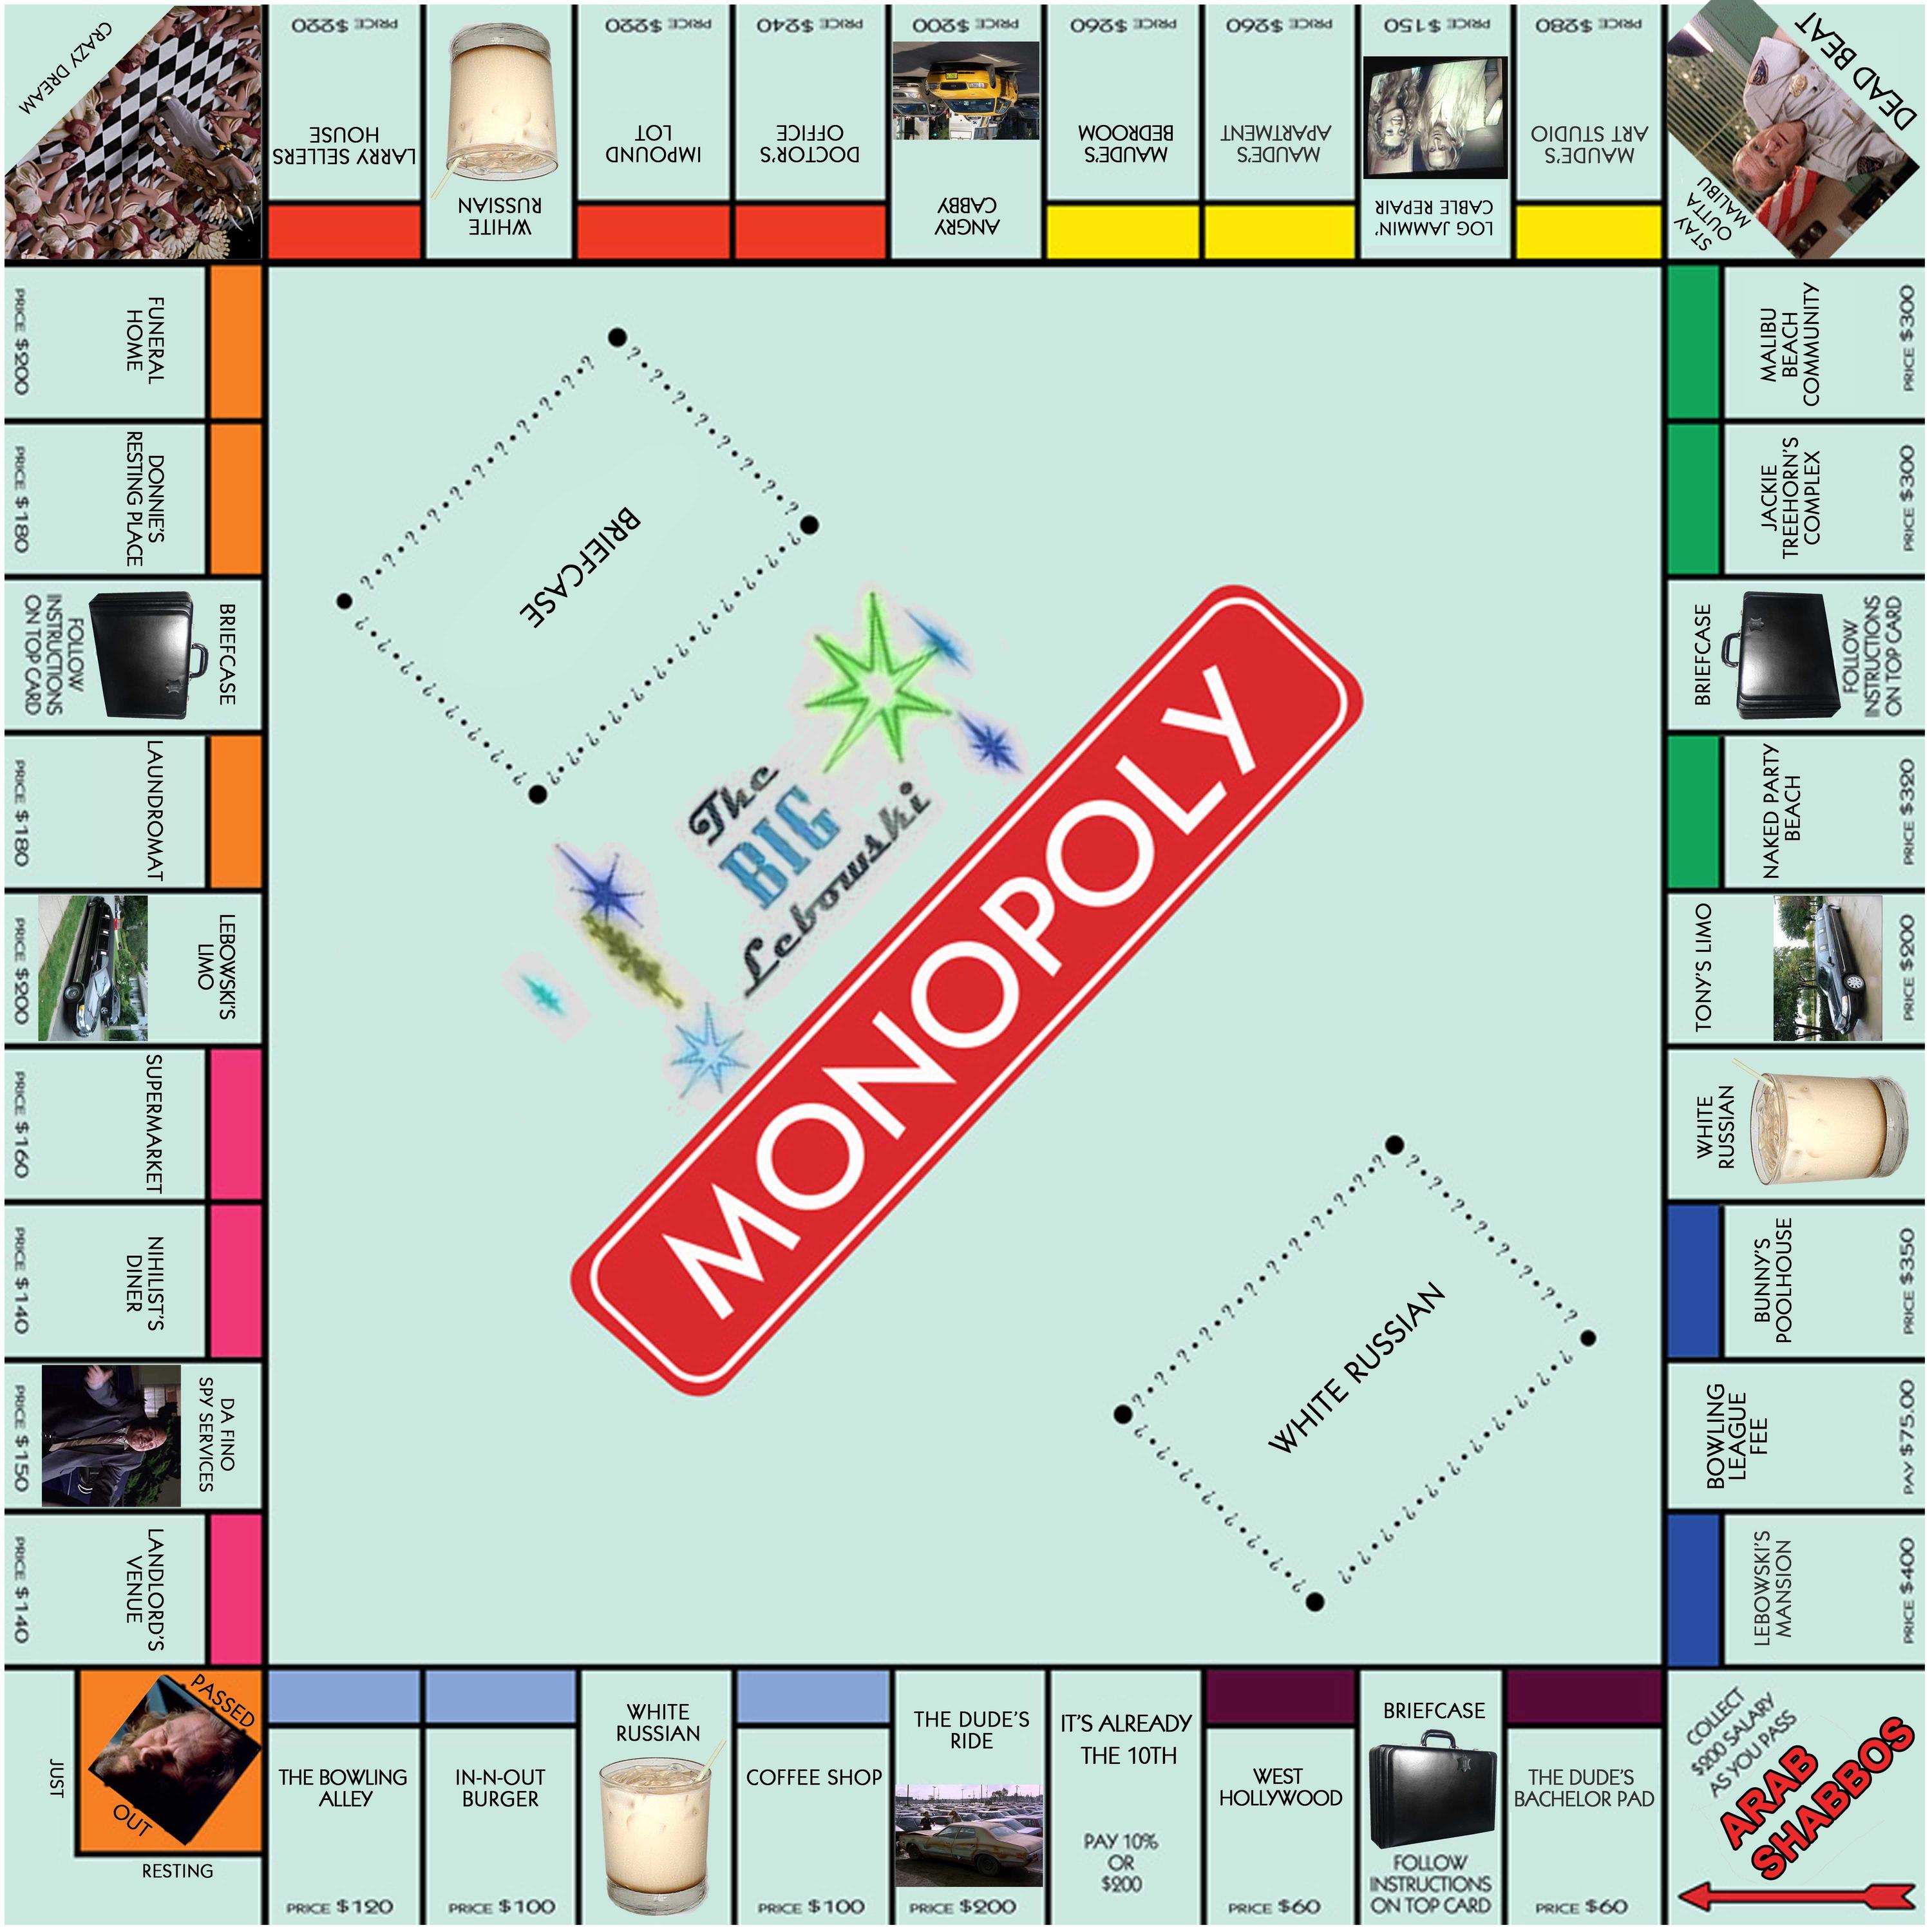 CRAZY DREAM
PRICE $220
LARRY SELLERS
HOUSE
WHITE
RUSSIAN
PRICE $220
IMPOUND
LOT
PRICE $240
DOCTOR'S
OFFICE
PRICE $200
ANGRY
CABBY
PRICE $260
MAUDE'S
BEDROOM
PRICE $260
MAUDE'S
APARTMENT
PRICE $150
LOG JAMMIN'
CABLE REPAIR
PRICE $280
MAUDE'S
ART STUDIO
DEAD BEAT
STAY
OUTTA
MALIBU
MALIBU
BEACH
COMMUNITY
PRICE $300
JACKIE
TREEHORN'S
COMPLEX
PRICE $300
BRIEFCASE
FOLLOW
INSTRUCTIONS
ON TOP CARD
NAKED PARTY
BEACH
PRICE $320
TONY'S LIMO
PRICE $200
WHITE
RUSSIAN
BUNNY'S
POOLHOUSE
PRICE $350
BOWLING
LEAGUE
FEE
PAY $75.00
LEBOWSKI'S
MANSION
PRICE $400
COLLECT
$200 SALARY
AS YOU PASS
ARAB
SHABBOS
THE DUDE'S
BACHELOR PAD
PRICE $60
BRIEFCASE
FOLLOW
INSTRUCTIONS
ON TOP CARD
WEST
HOLLYWOOD
PRICE $60
IT'S ALREADY
THE 10TH
PAY 10%
OR
$200
THE DUDE'S
RIDE
PRICE $200
COFFEE SHOP
PRICE $100
WHITE
RUSSIAN
IN-N-OUT
BURGER
PRICE $100
THE BOWLING
ALLEY
PRICE $120
PASSED
OUT
JUST
RESTING
LANDLORD'S
VENUE
PRICE $140
DA FINO
SPY SERVICES
PRICE $150
NIHILIST'S
DINER
PRICE $140
SUPERMARKET
PRICE $160
LEBOWSKI'S
LIMO
PRICE $200
LAUNDROMAT
PRICE $180
BRIEFCASE
FOLLOW
INSTRUCTIONS
ON TOP CARD
DONNIE'S
RESTING PLACE
PRICE $180
FUNERAL
HOME
PRICE $200
BRIEFCASE
The
BIG
Lebowski
MONOPOLY
WHITE RUSSIAN